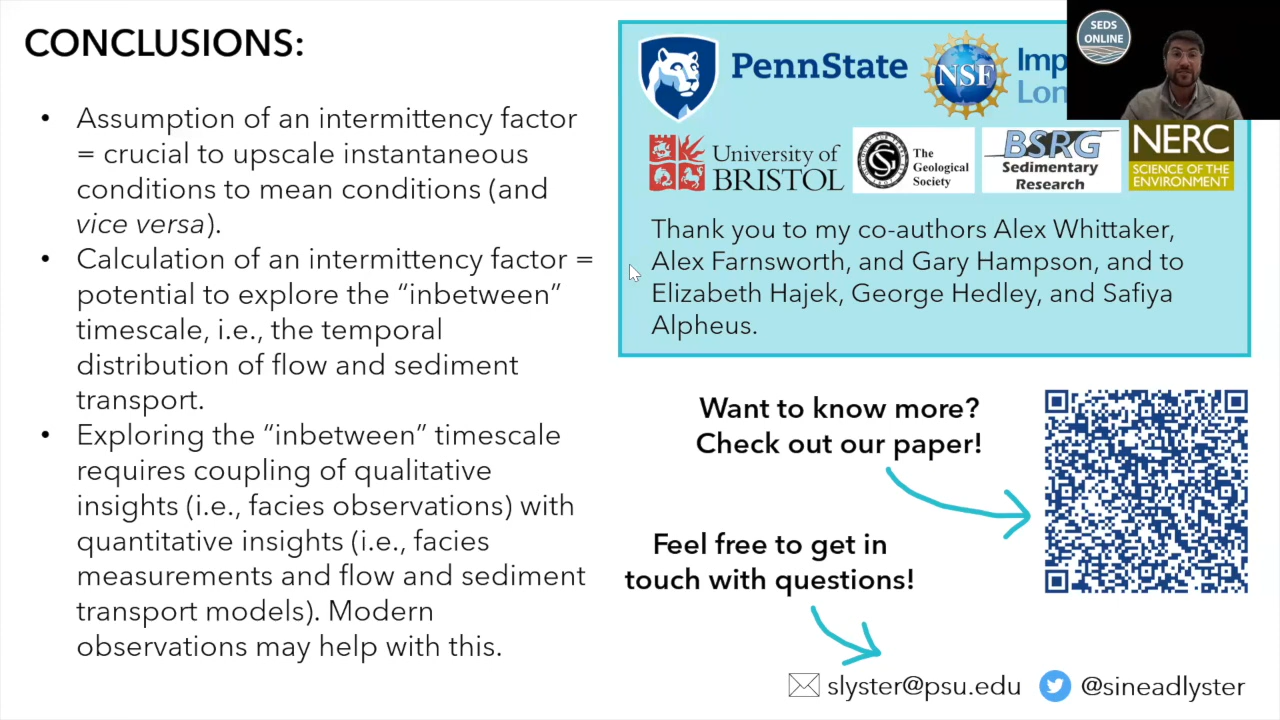 CONCLUSIONS:
• Assumption of an intermittency factor
= crucial to upscale instantaneous
conditions to mean conditions (and
vice versa).
• Calculation of an intermittency factor =
potential to explore the “inbetween”
timescale, i.e., the temporal
distribution of flow and sediment
transport.
• Exploring the “inbetween” timescale
requires coupling of qualitative
insights (i.e., facies observations) with
quantitative insights (i.e., facies
measurements and flow and sediment
transport models). Modern
observations may help with this.
PennState
NSF
Imp
Lon
SEDS
ONLINE
University of
BRISTOL
The
Geological
Society
BSRG
Sedimentary
Research
NERC
SCIENCE OF THE
ENVIRONMENT
Thank you to my co-authors Alex Whittaker,
Alex Farnsworth, and Gary Hampson, and to
Elizabeth Hajek, George Hedley, and Safiya
Alpheus.
Want to know more?
Check out our paper!
Feel free to get in
touch with questions!
slyster@psu.edu
@sineadlyster